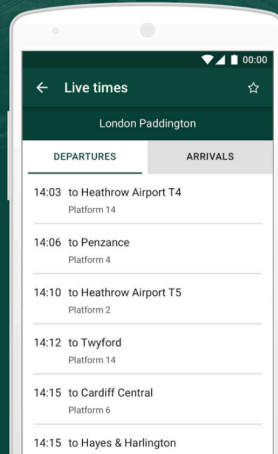 00:00
Live times
London Paddington
DEPARTURES ARRIVALS
14:03 to Heathrow Airport T4
Platform 14
14:06 to Penzance
Platform 4
14:10 to Heathrow Airport T5
Platform 2
14:12 to Twyford
Platform 14
14:15 to Cardiff Central
Platform 6
14:15 to Hayes & Harlington